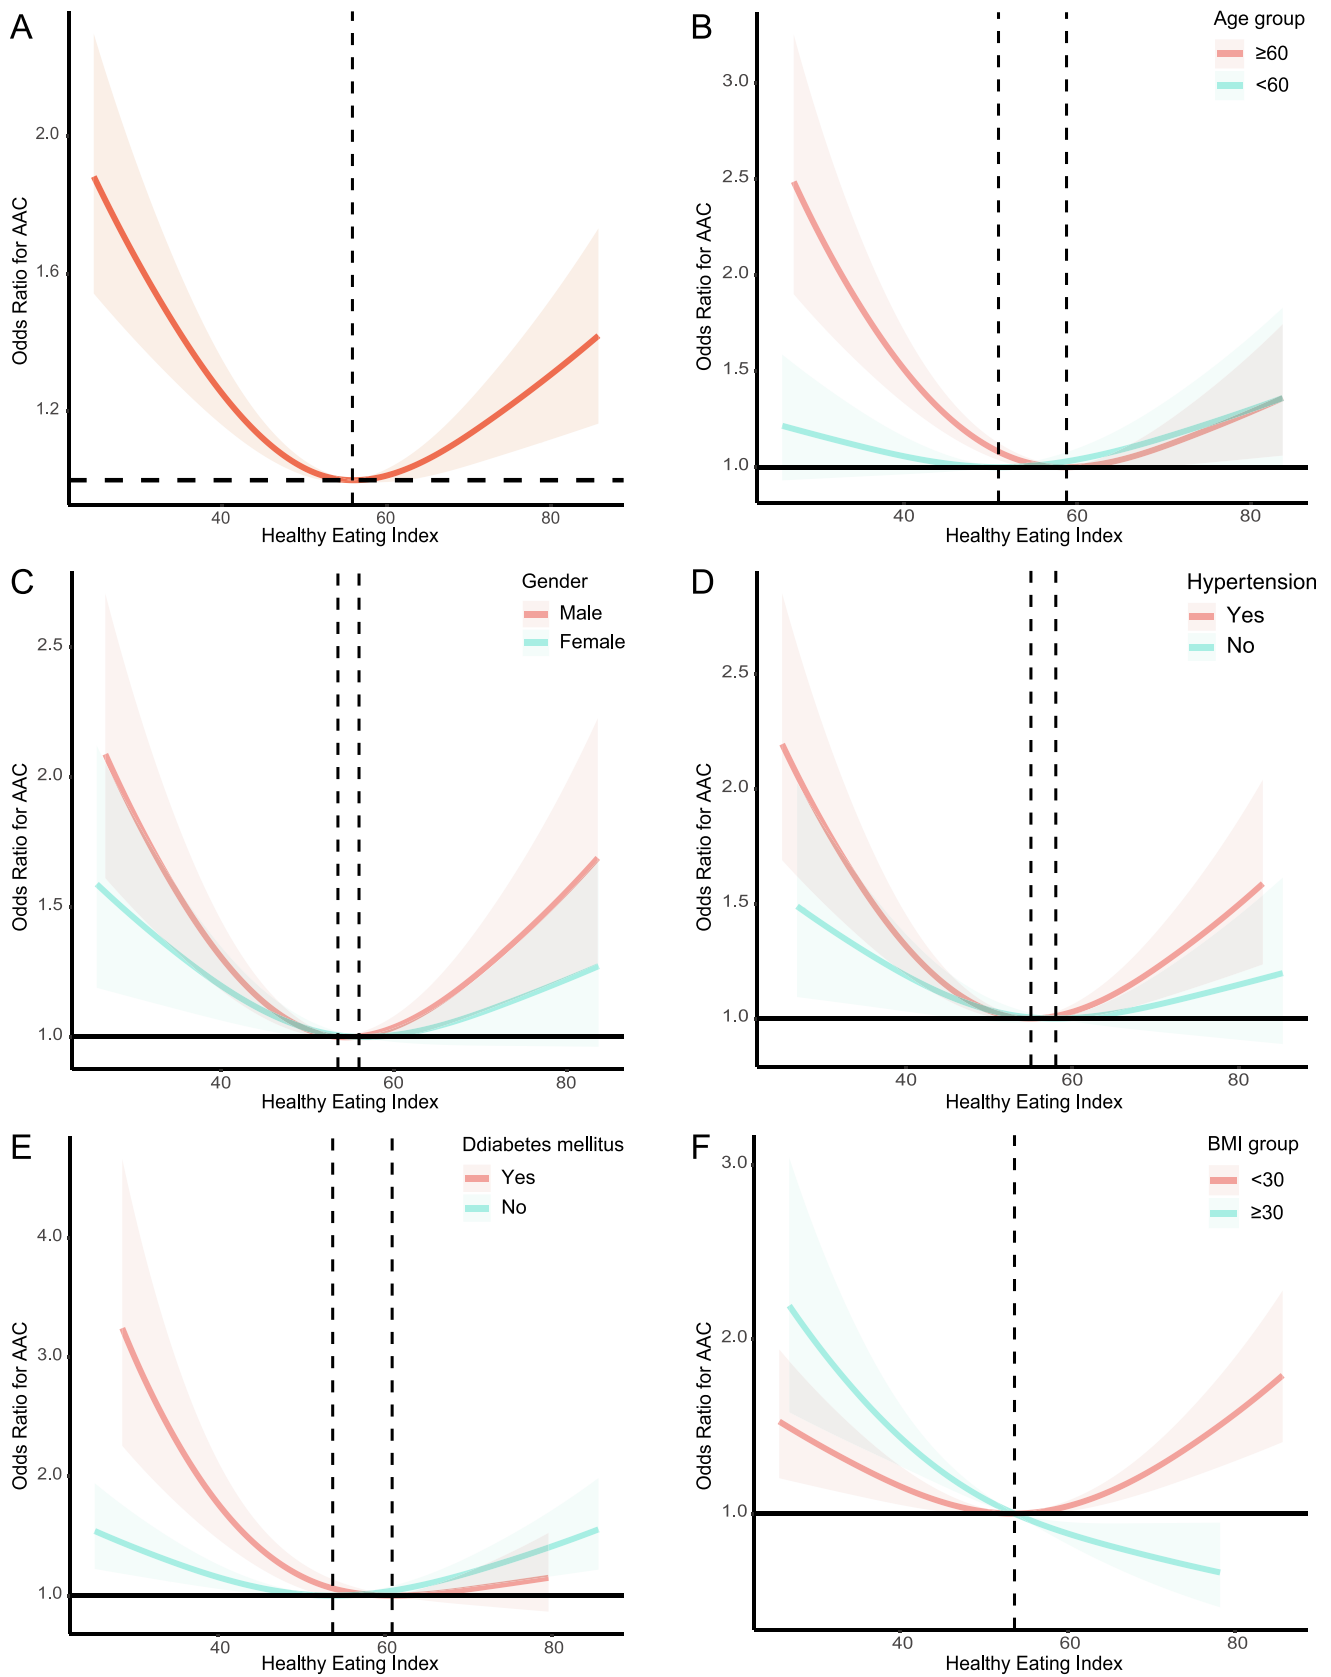 A
Odds Ratio for AAC
2.0
1.6
1.2
40
60
80
Healthy Eating Index
B
Age group
≥60
<60
Odds Ratio for AAC
3.0
2.5
2.0
1.5
1.0
40
60
80
Healthy Eating Index
C
Gender
Male
Female
Odds Ratio for AAC
2.5
2.0
1.5
1.0
40
60
80
Healthy Eating Index
D
Hypertension
Yes
No
Odds Ratio for AAC
2.5
2.0
1.5
1.0
40
60
80
Healthy Eating Index
E
Ddiabetes mellitus
Yes
No
Odds Ratio for AAC
4.0
3.0
2.0
1.0
40
60
80
Healthy Eating Index
F
BMI group
<30
≥30
Odds Ratio for AAC
3.0
2.0
1.0
40
60
80
Healthy Eating Index